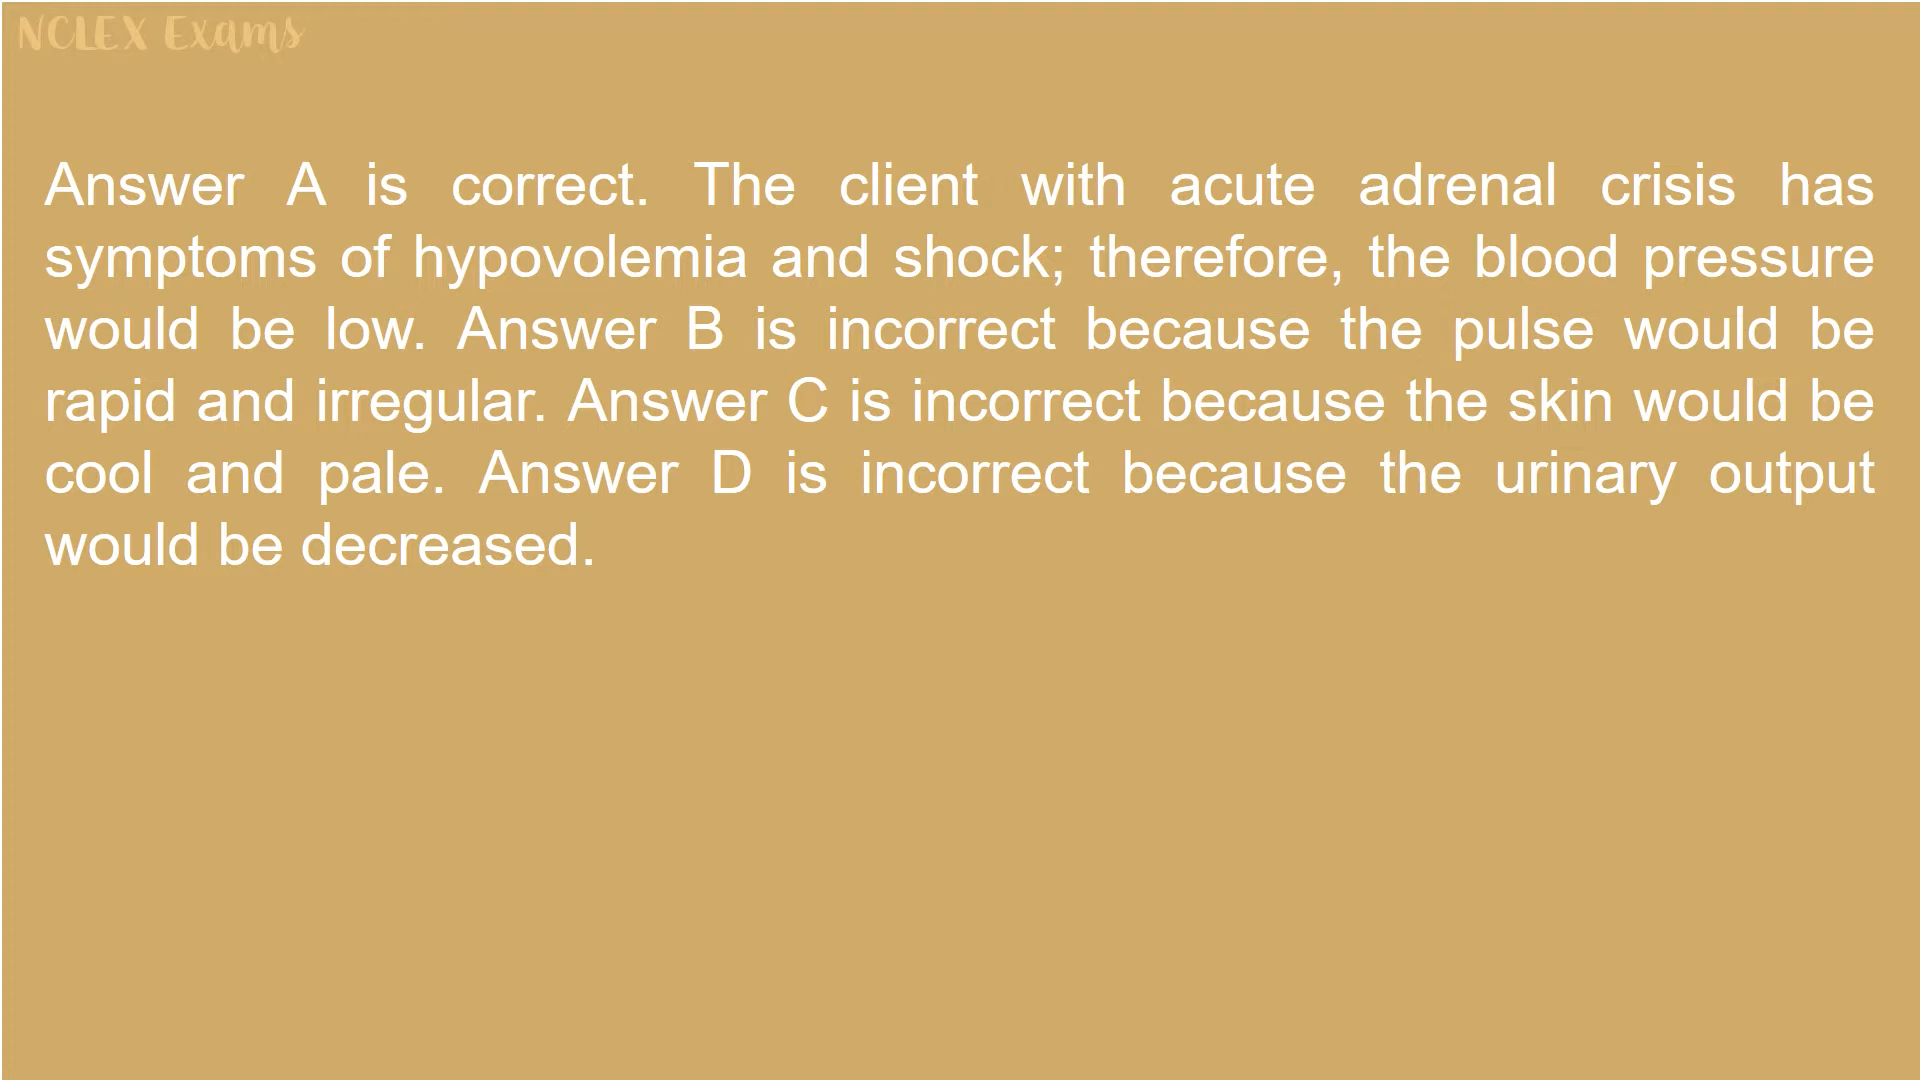 NCLEX Exams
Answer A is correct. The client with acute adrenal crisis has
symptoms of hypovolemia and shock; therefore, the blood pressure
would be low. Answer B is incorrect because the pulse would be
rapid and irregular. Answer C is incorrect because the skin would be
cool and pale. Answer D is incorrect because the urinary output
would be decreased.